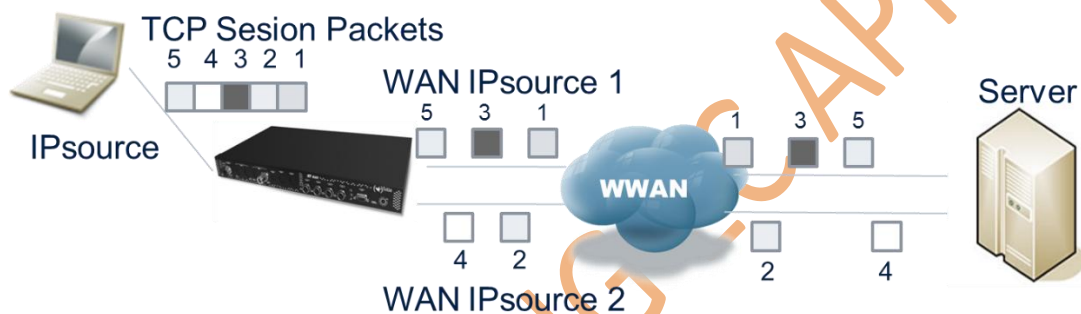 TCP Sesion Packets
5 4 3 2 1
WAN IPsource 1
5 3 1
1 3 5
Server
IPsource
WWAN
4 2
2 4
WAN IPsource 2